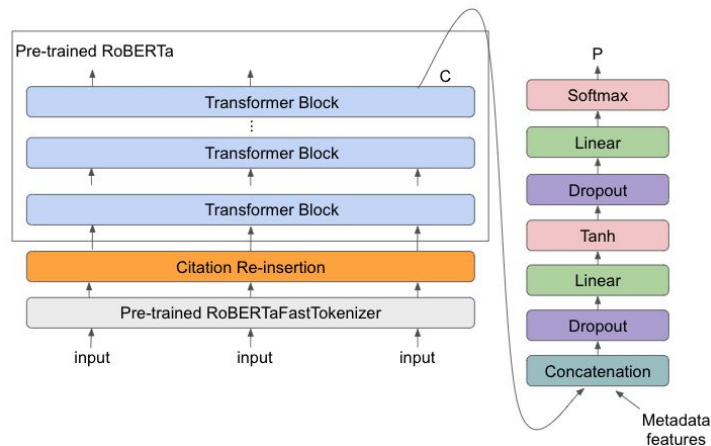 Pre-trained RoBERTa
C
Transformer Block
Transformer Block
Transformer Block
Citation Re-insertion
Pre-trained RoBERTaFastTokenizer
input input input
P
Softmax
Linear
Dropout
Tanh
Linear
Dropout
Concatenation
Metadata
features